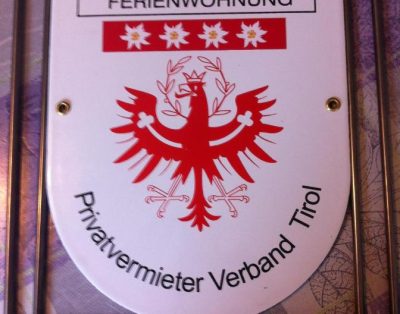 FERIENWOHNUNG
Privatvermieter Verband Tirol